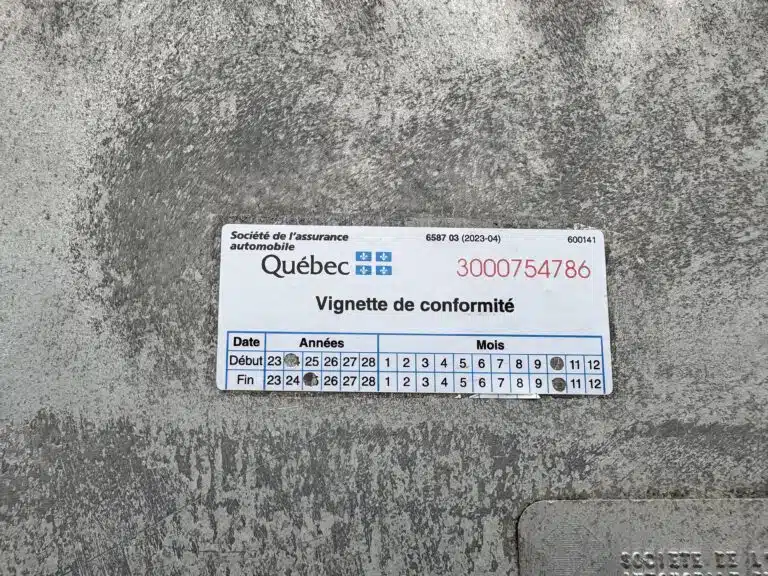 Société de l'assurance
automobile
Québec
6587 03 (2023-04)
600141
3000754786
Vignette de conformité
Date Années Mois
Début 23 25 26 27 28 1 2 3 4 5 6 7 8 9 11 12
Fin 23 24 26 27 28 1 2 3 4 5 6 7 8 9 11 12
SOCIETE DE